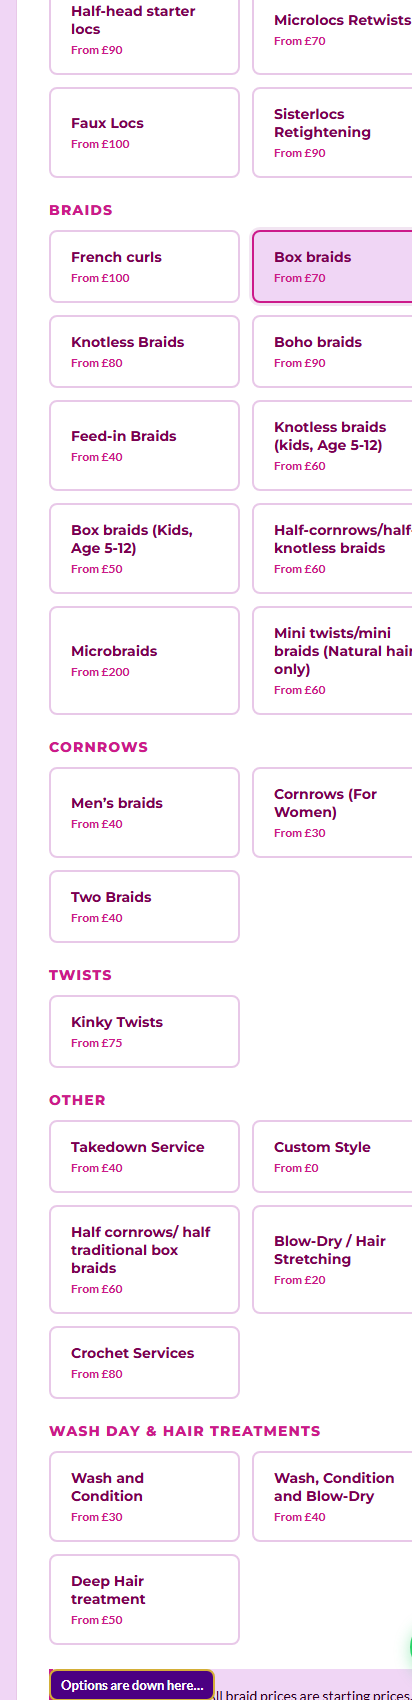 Half-head starter
locs
From £90
Microlocs Retwists
From £70
Faux Locs
From £100
Sisterlocs
Retightening
From £90
BRAIDS
French curls
From £100
Box braids
From £70
Knotless Braids
From £80
Boho braids
From £90
Feed-in Braids
From £40
Knotless braids
(kids, Age 5-12)
From £60
Box braids (Kids,
Age 5-12)
From £50
Half-cornrows/half-
knotless braids
From £60
Microbraids
From £200
Mini twists/mini
braids (Natural hair
only)
From £60
CORNROWS
Men’s braids
From £40
Cornrows (For
Women)
From £30
Two Braids
From £40
TWISTS
Kinky Twists
From £75
OTHER
Takedown Service
From £40
Custom Style
From £0
Half cornrows/ half
traditional box
braids
From £60
Blow-Dry / Hair
Stretching
From £20
Crochet Services
From £80
WASH DAY & HAIR TREATMENTS
Wash and
Condition
From £30
Wash, Condition
and Blow-Dry
From £40
Deep Hair
treatment
From £50
Options are down here...
All braid prices are starting prices.